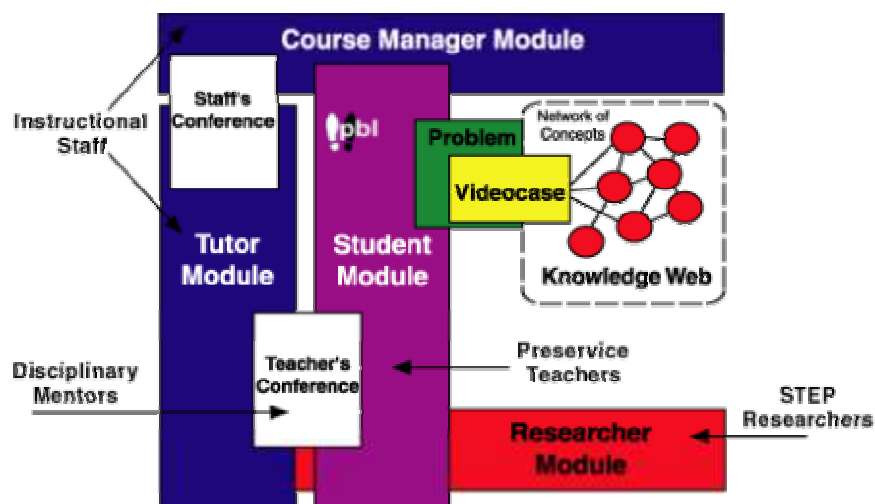 Course Manager Module
Staff's
Conference
Instructional
Staff
pbl
Problem
Videocase
Network of
Concepts
Knowledge Web
Tutor
Module
Student
Module
Teacher's
Conference
Disciplinary
Mentors
Preservice
Teachers
STEP
Researchers
Researcher
Module